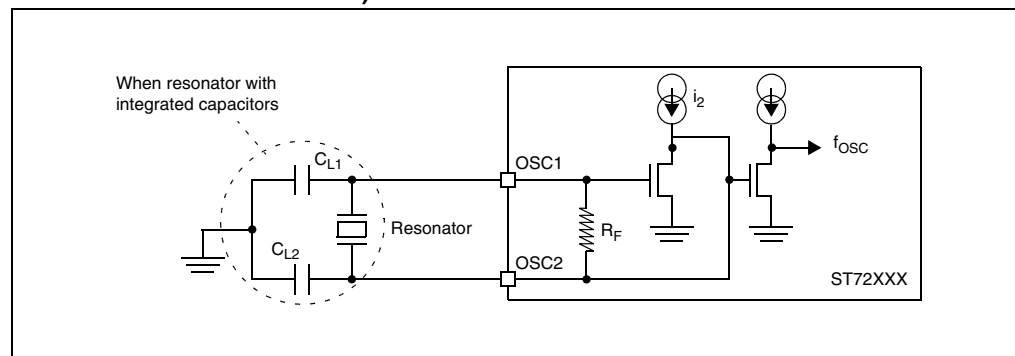 When resonator with
integrated capacitors
CL1
CL2
Resonator
OSC1
OSC2
RF
i2
fOSC
ST72XXX